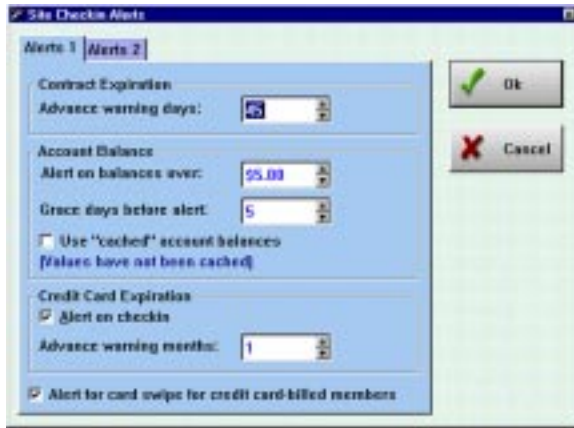 Site Checkin Alerts
Alerts 1 Alerts 2
Contract Expiration
Advance warning days: 45
Account Balance
Alert on balances over: $5.00
Grace days before alert: 5
Use "cached" account balances
(Values have not been cached)
Credit Card Expiration
Alert on checkin
Advance warning months: 1
Alert for card swipe for credit card-billed members
Ok
Cancel